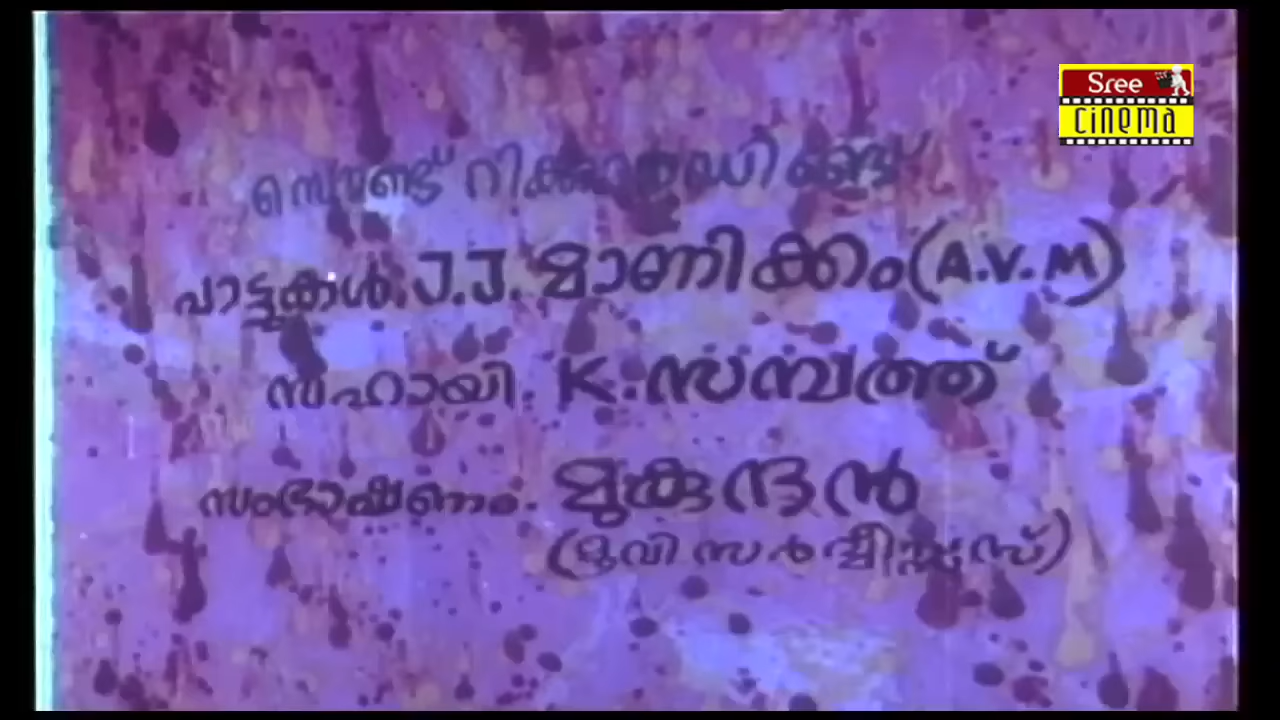 Sree
cinema
സൌണ്ട് റിക്കാർഡിങ്ങ്
പാട്ടുകൾ. J.J. മാണിക്കം (A.V.M)
സഹായി. K. സമ്പത്ത്
സംഭാഷണം. മുകുന്ദൻ
(മൂവി സർവ്വീസ്സസ്)